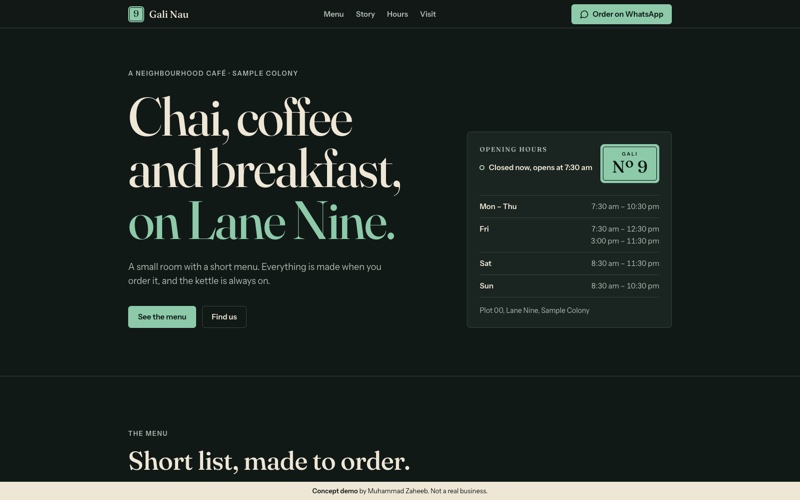 9 Gali Nau
Menu Story Hours Visit
Order on WhatsApp
A NEIGHBOURHOOD CAFÉ · SAMPLE COLONY
Chai, coffee
and breakfast,
on Lane Nine.
A small room with a short menu. Everything is made when you
order it, and the kettle is always on.
See the menu
Find us
OPENING HOURS
Closed now, opens at 7:30 am
GALI
Nº 9
Mon – Thu 7:30 am – 10:30 pm
Fri 7:30 am – 12:30 pm
3:00 pm – 11:30 pm
Sat 8:30 am – 11:30 pm
Sun 8:30 am – 10:30 pm
Plot 00, Lane Nine, Sample Colony
THE MENU
Short list, made to order.
Concept demo by Muhammad Zaheeb. Not a real business.